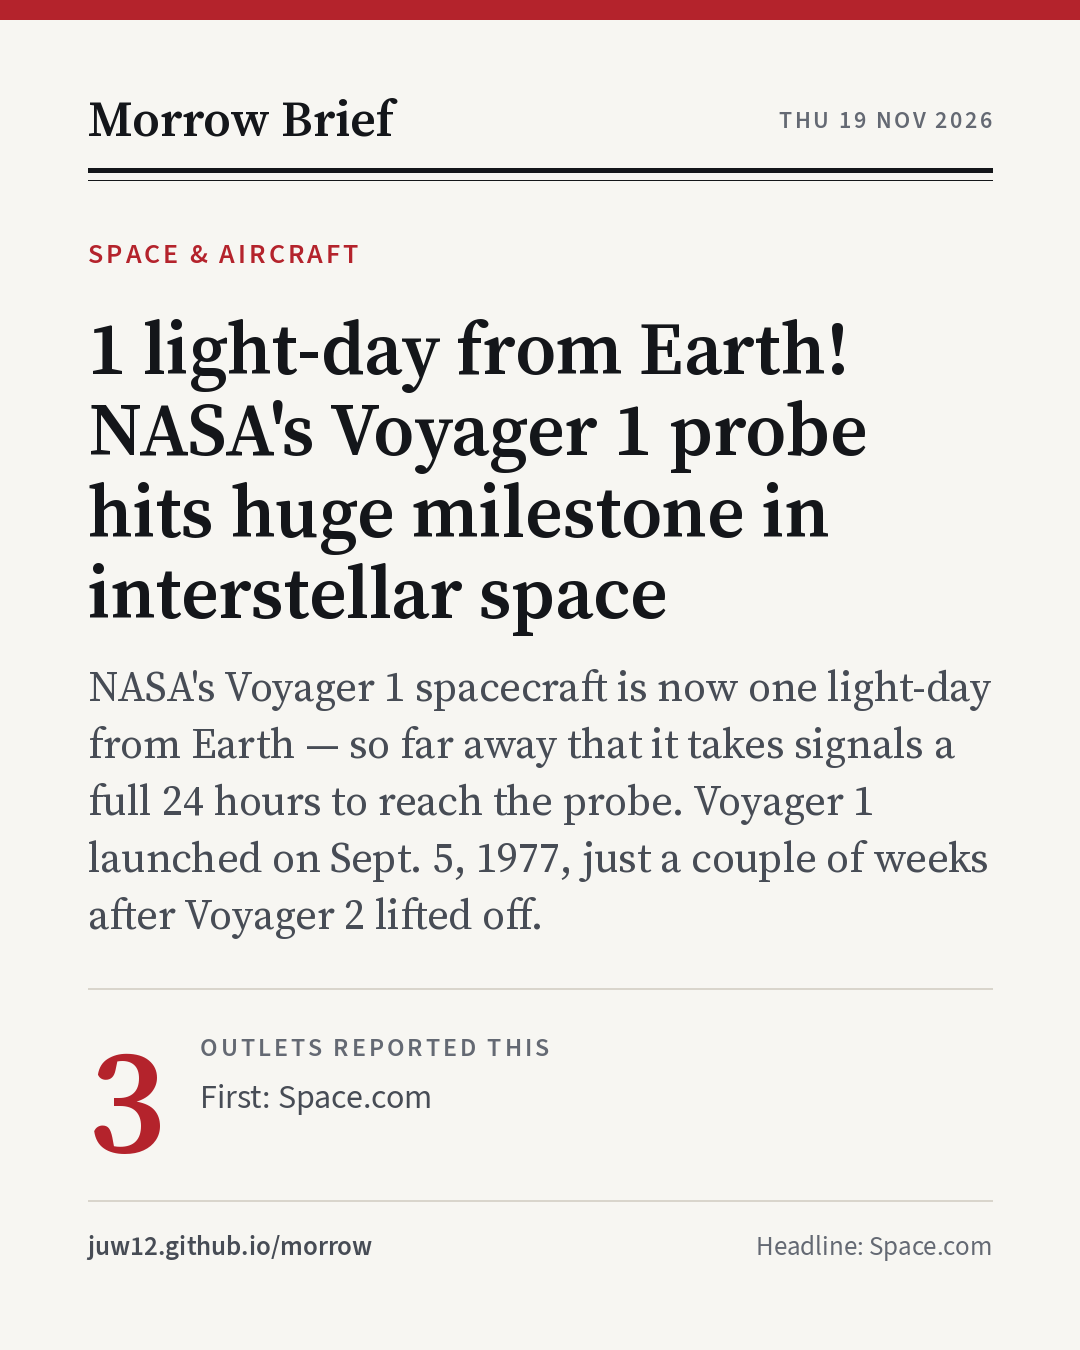 Morrow Brief
THU 19 NOV 2026
SPACE & AIRCRAFT
1 light-day from Earth!
NASA's Voyager 1 probe
hits huge milestone in
interstellar space
NASA's Voyager 1 spacecraft is now one light-day
from Earth — so far away that it takes signals a
full 24 hours to reach the probe. Voyager 1
launched on Sept. 5, 1977, just a couple of weeks
after Voyager 2 lifted off.
3
OUTLETS REPORTED THIS
First: Space.com
juw12.github.io/morrow
Headline: Space.com